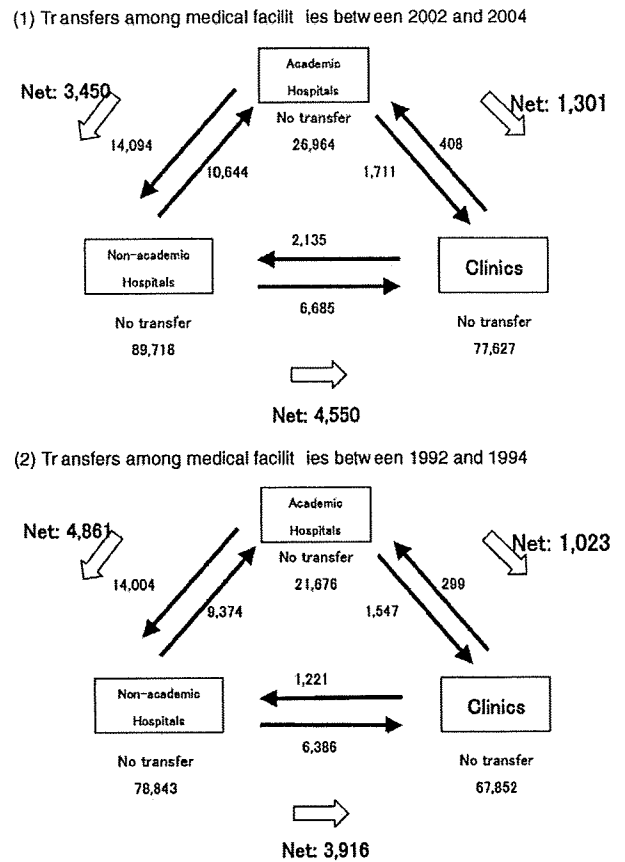 (1) Transfers among medical facilit ies between 2002 and 2004
Academic
Hospitals
Net: 3,450
Net: 1,301
No transfer
26,964
14,094
10,644
1,711
408
Non-academic
Hospitals
2,135
Clinics
6,685
No transfer
89,718
No transfer
77,627
Net: 4,550
(2) Transfers among medical facilit ies between 1992 and 1994
Academic
Hospitals
Net: 4,861
Net: 1,023
No transfer
21,676
14,004
9,374
1,547
299
Non-academic
Hospitals
1,221
Clinics
6,386
No transfer
78,843
No transfer
67,852
Net: 3,916